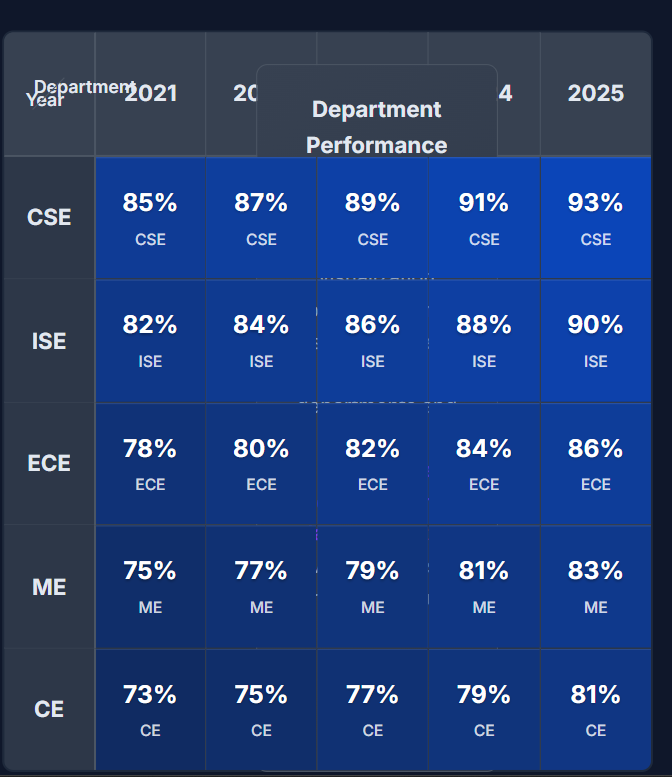 Department
Year
2021
20
4
2025
Department
Performance
CSE
85%
CSE
87%
CSE
89%
CSE
91%
CSE
93%
CSE
ISE
82%
ISE
84%
ISE
86%
ISE
88%
ISE
90%
ISE
ECE
78%
ECE
80%
ECE
82%
ECE
84%
ECE
86%
ECE
ME
75%
ME
77%
ME
79%
ME
81%
ME
83%
ME
CE
73%
CE
75%
CE
77%
CE
79%
CE
81%
CE